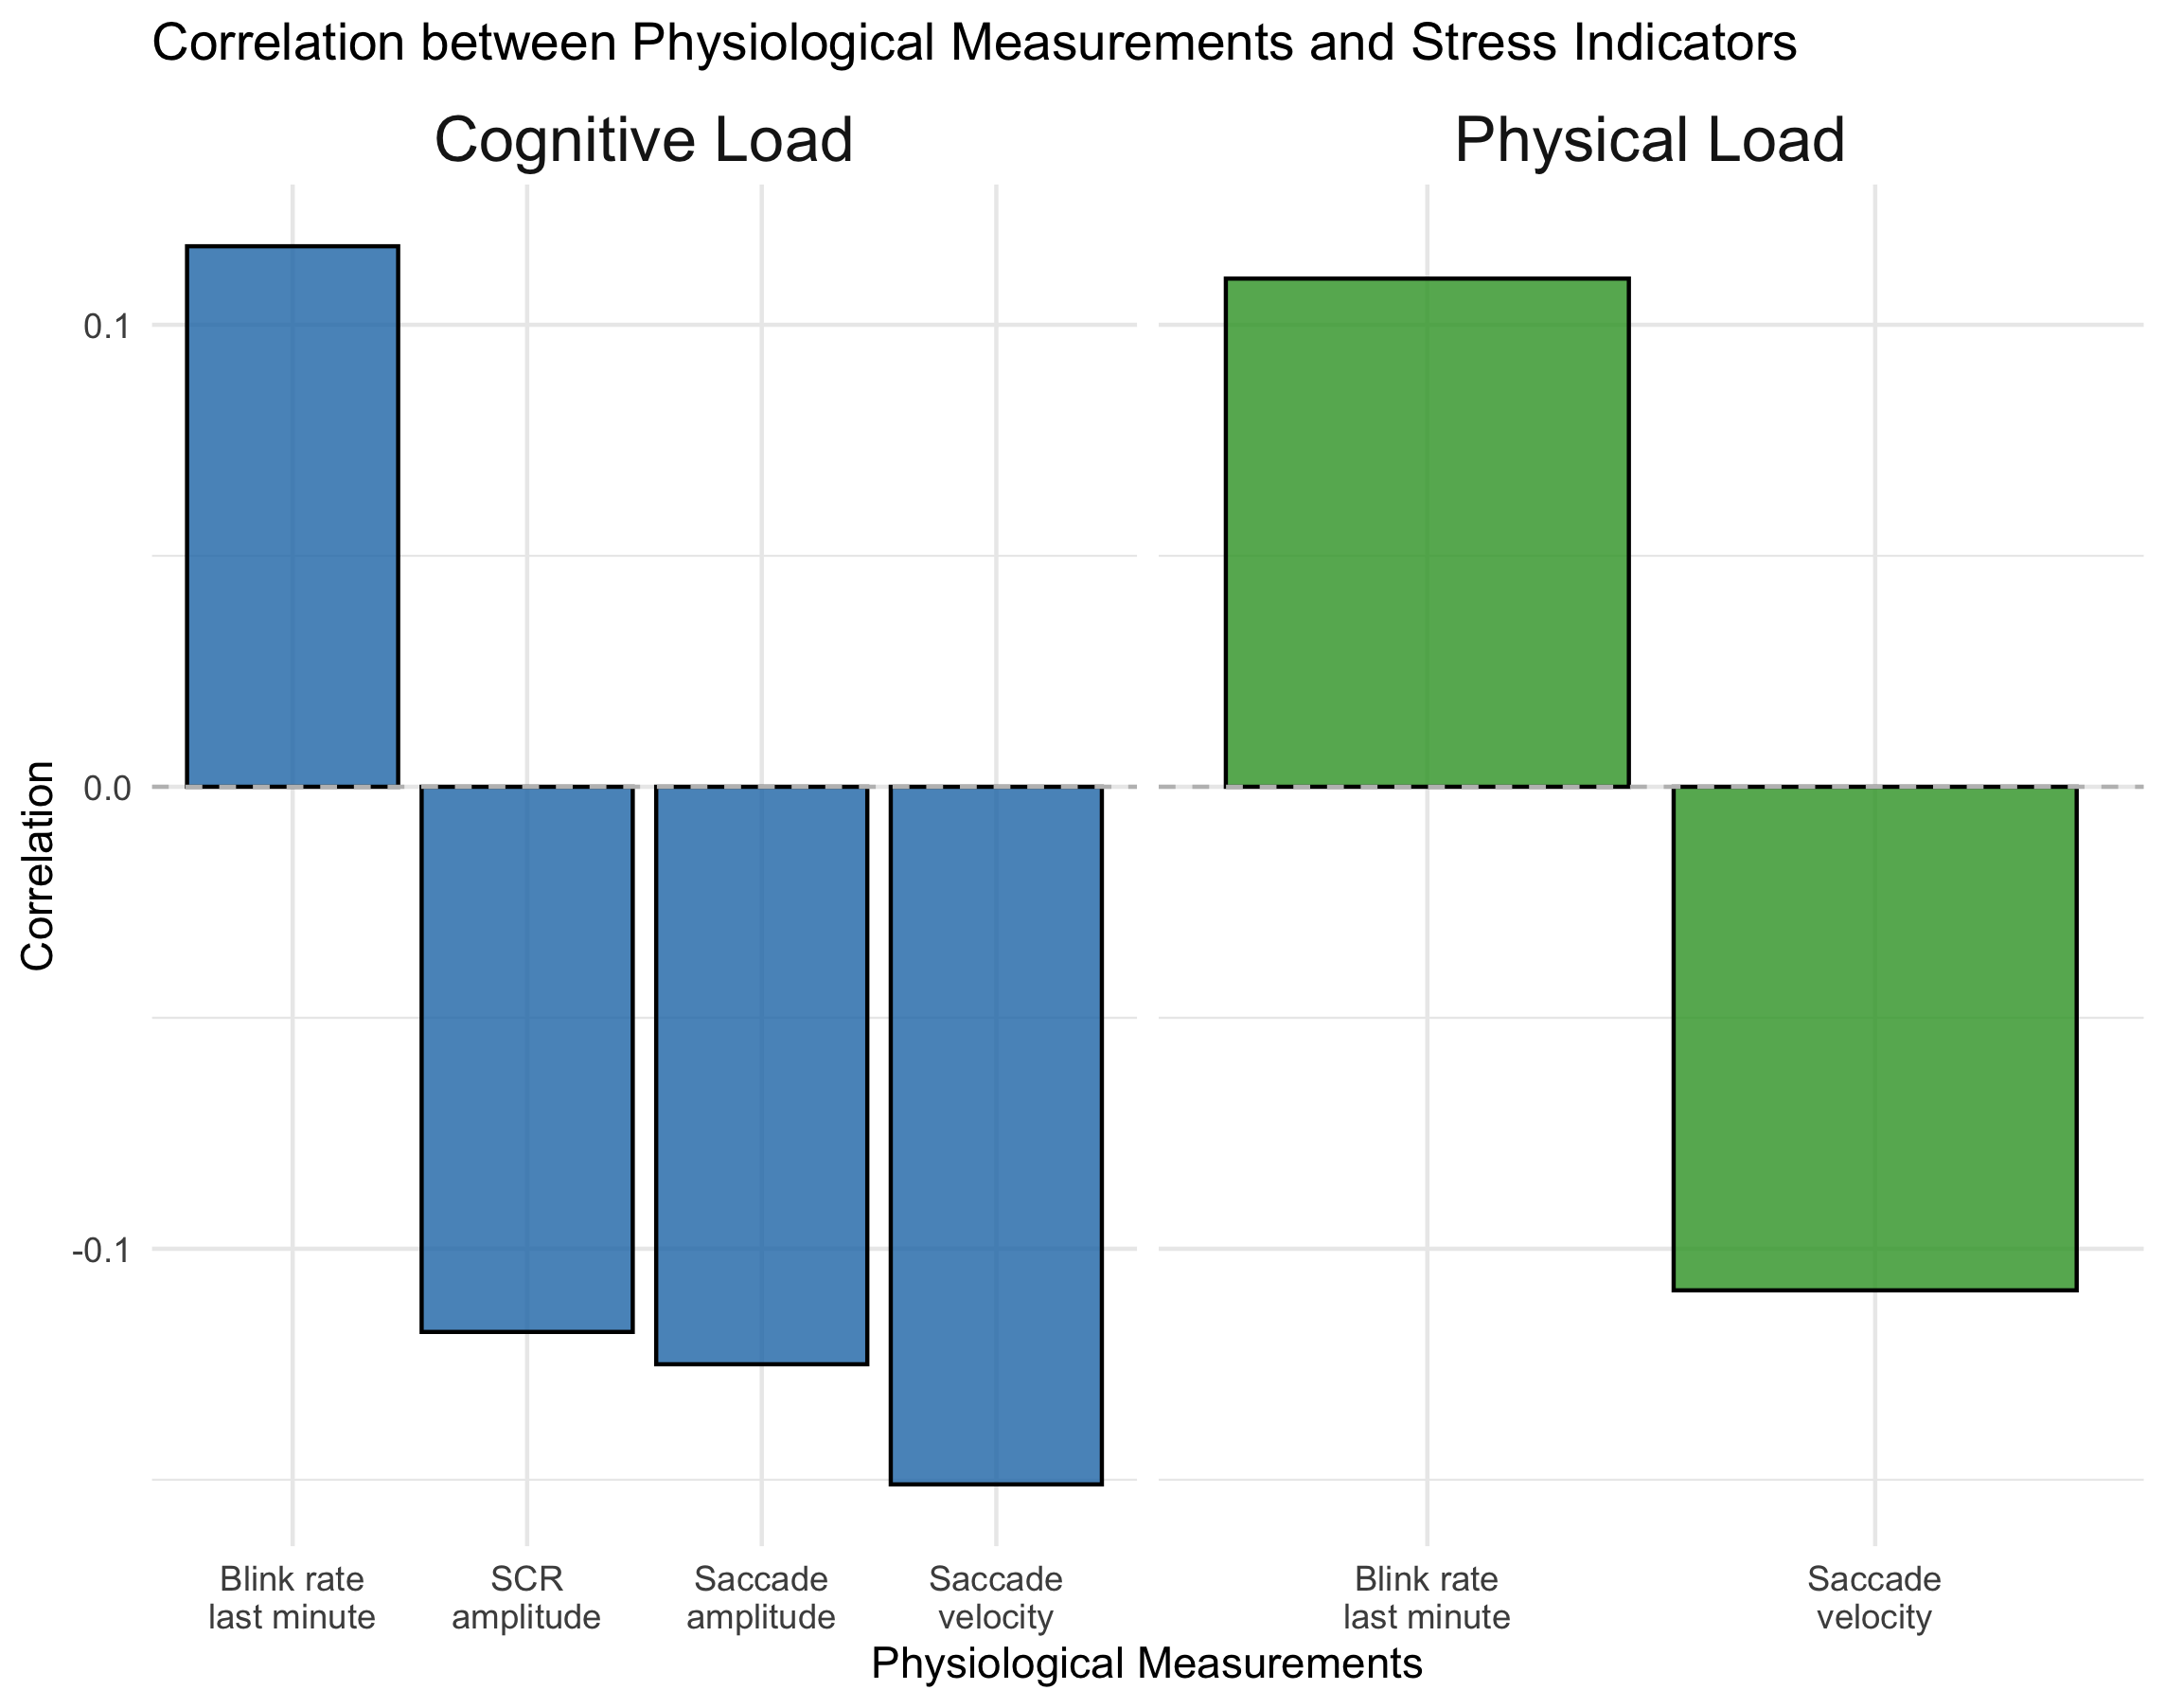 Correlation between Physiological Measurements and Stress Indicators
Cognitive Load
Physical Load
0.1
0.0
-0.1
Correlation
Blink rate
last minute
SCR
amplitude
Saccade
amplitude
Saccade
velocity
Blink rate
last minute
Saccade
velocity
Physiological Measurements